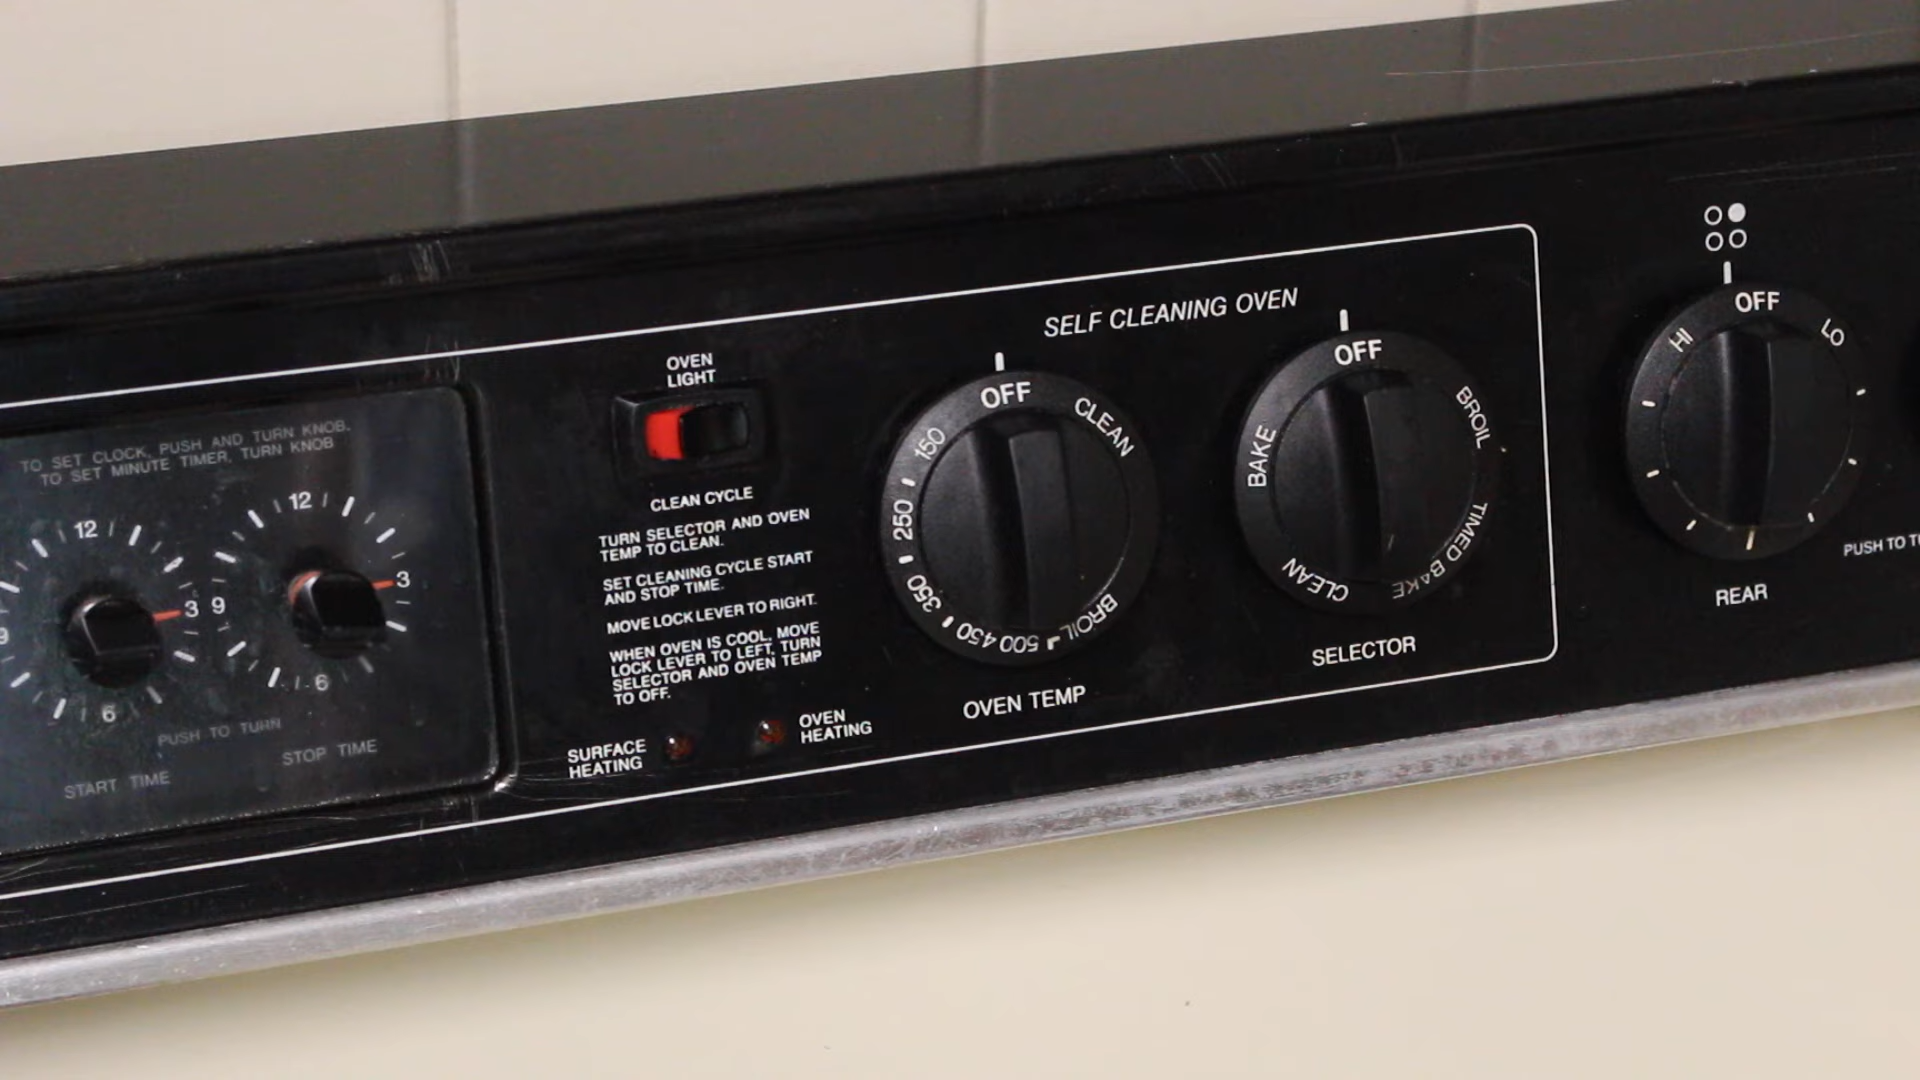 TO SET CLOCK, PUSH AND TURN KNOB.
TO SET MINUTE TIMER, TURN KNOB
12
3
6
9
START TIME
12
3
6
9
STOP TIME
PUSH TO TURN
OVEN
LIGHT
CLEAN CYCLE
TURN SELECTOR AND OVEN
TEMP TO CLEAN.
SET CLEANING CYCLE START
AND STOP TIME.
MOVE LOCK LEVER TO RIGHT.
WHEN OVEN IS COOL, MOVE
LOCK LEVER TO LEFT, TURN
SELECTOR AND OVEN TEMP
TO OFF.
SURFACE
HEATING
OVEN
HEATING
SELF CLEANING OVEN
OFF
CLEAN
BROIL
500
450
350
250
150
OVEN TEMP
OFF
BROIL
TIMED BAKE
CLEAN
BAKE
SELECTOR
OFF
LO
HI
REAR
PUSH TO